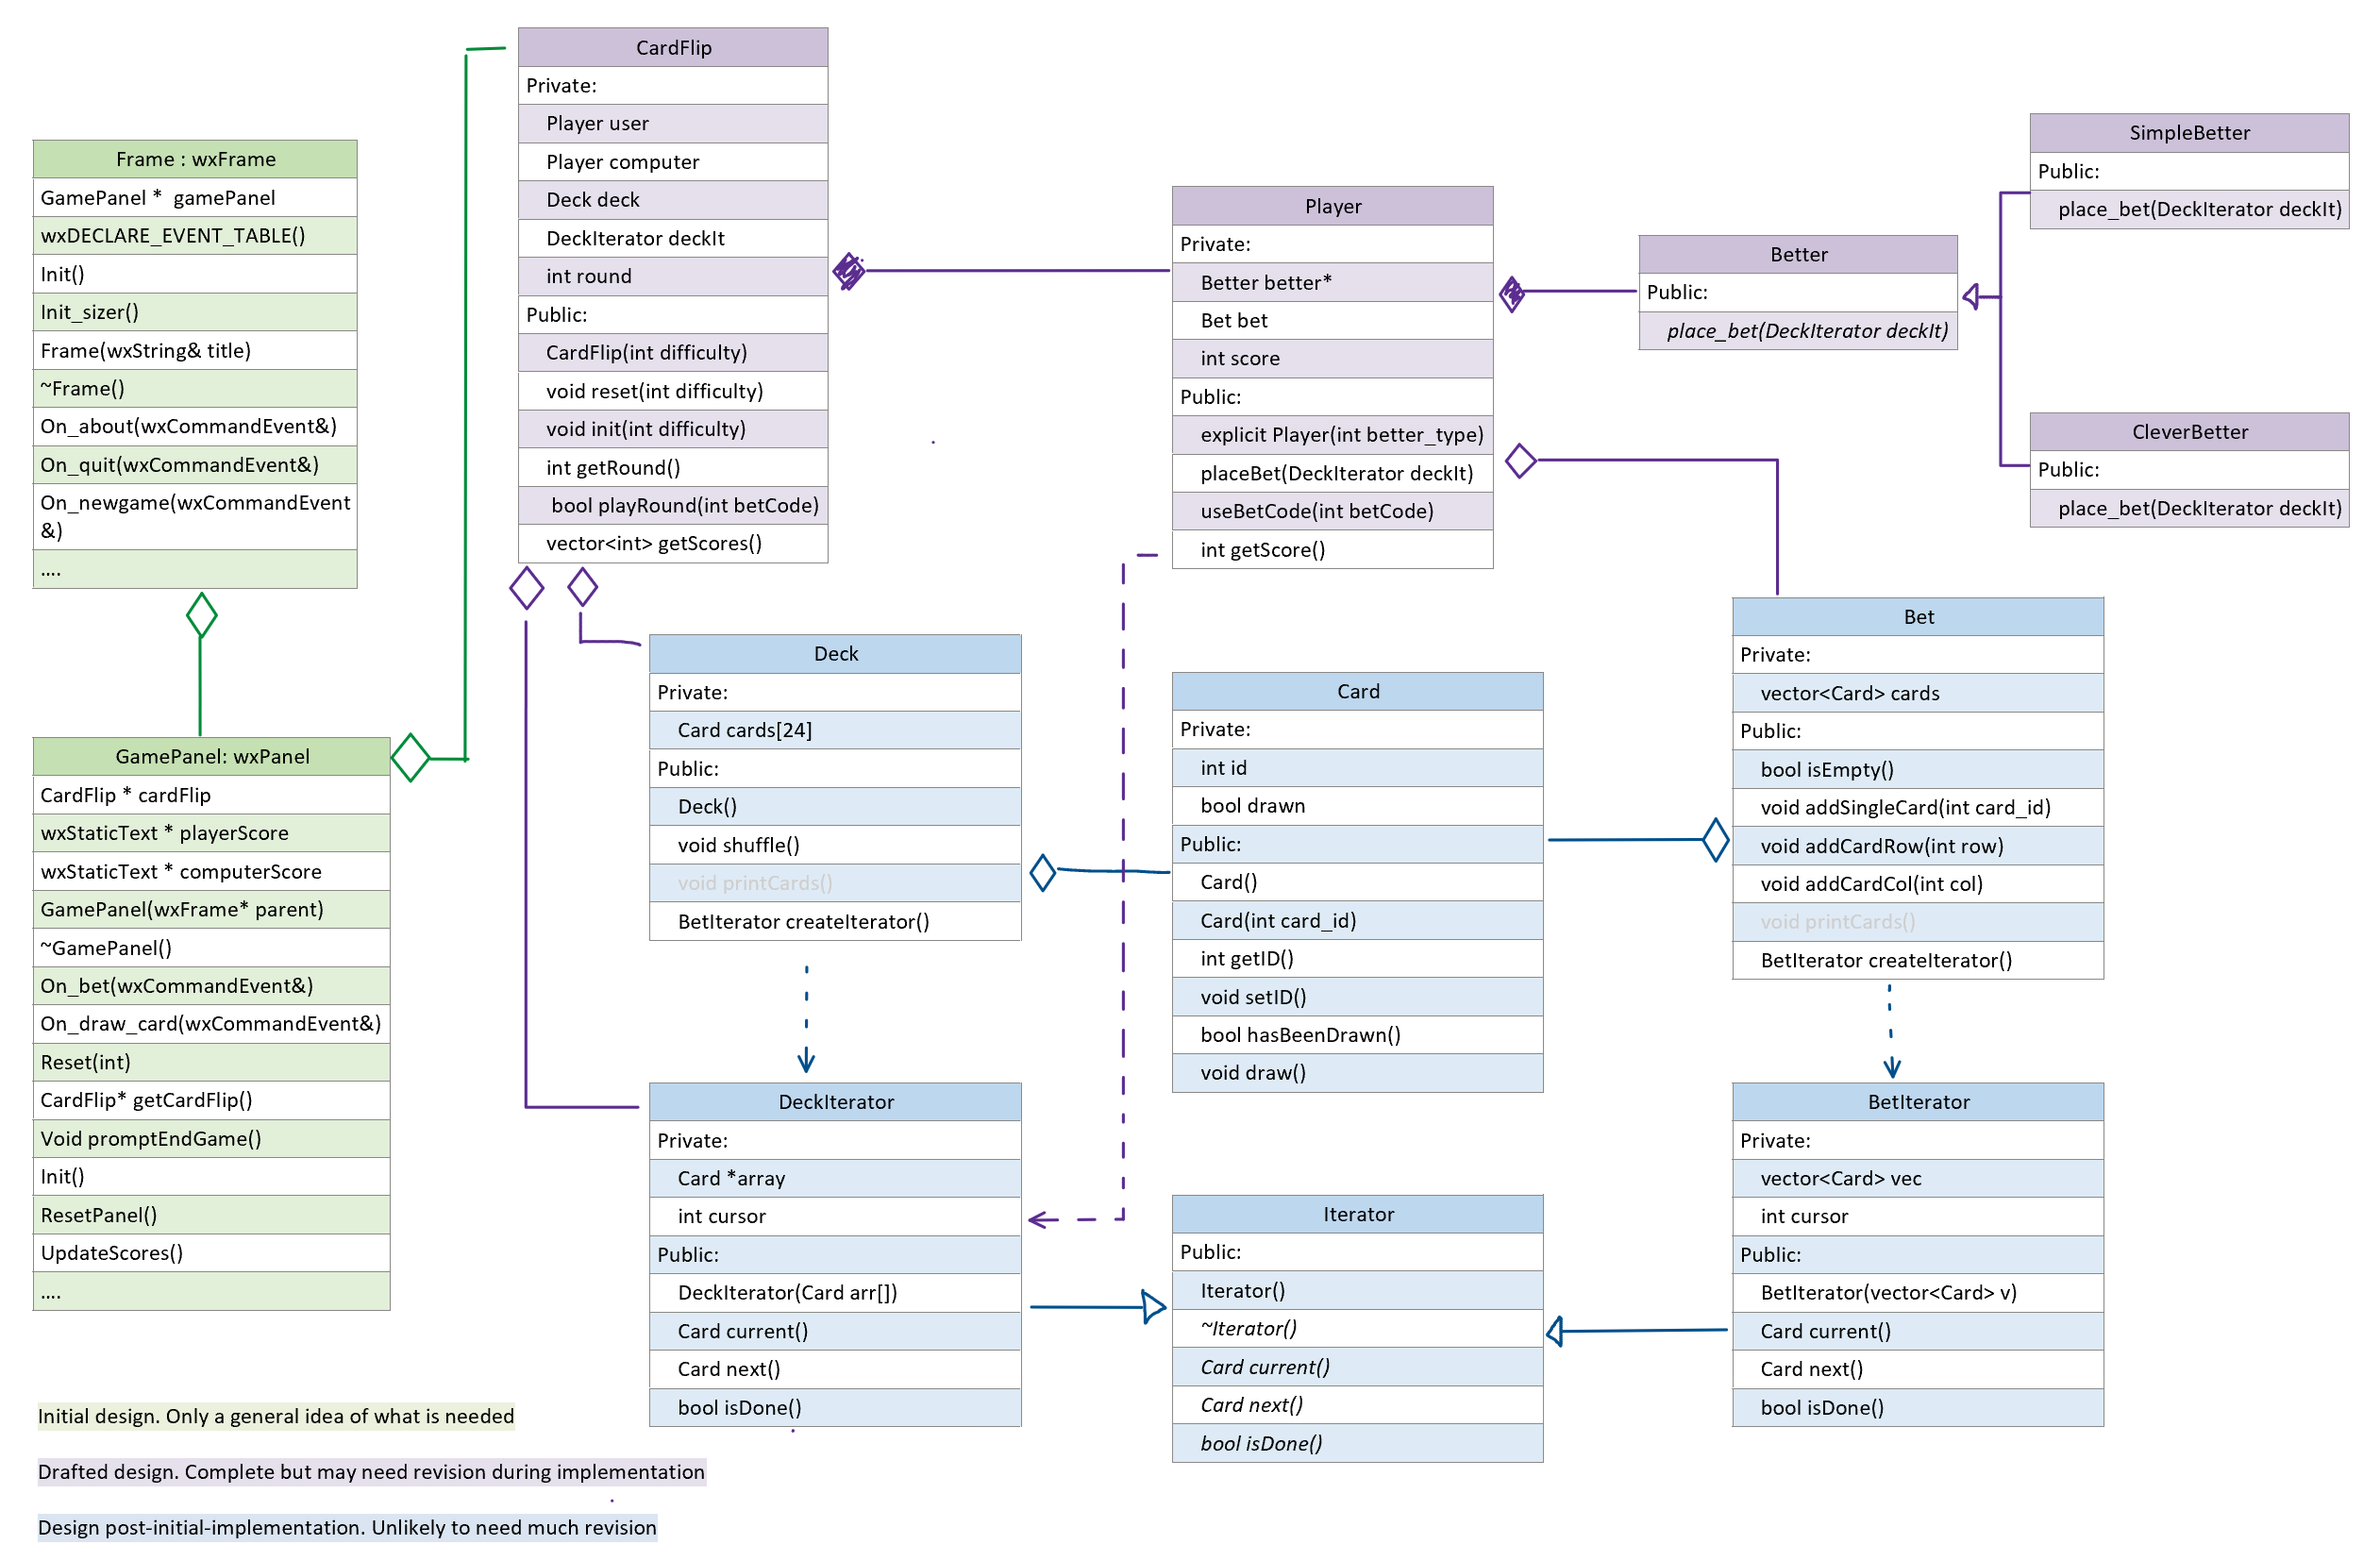 CardFlip
Private:
Player user
Player computer
Deck deck
DeckIterator deckIt
int round
Public:
CardFlip(int difficulty)
void reset(int difficulty)
void init(int difficulty)
int getRound()
bool playRound(int betCode)
vector<int> getScores()
Frame : wxFrame
GamePanel * gamePanel
wxDECLARE_EVENT_TABLE()
Init()
Init_sizer()
Frame(wxString& title)
~Frame()
On_about(wxCommandEvent&)
On_quit(wxCommandEvent&)
On_newgame(wxCommandEvent
&)
....
Player
Private:
Better better*
Bet bet
int score
Public:
explicit Player(int better_type)
placeBet(DeckIterator deckIt)
useBetCode(int betCode)
int getScore()
Better
Public:
place_bet(DeckIterator deckIt)
SimpleBetter
Public:
place_bet(DeckIterator deckIt)
CleverBetter
Public:
place_bet(DeckIterator deckIt)
GamePanel: wxPanel
CardFlip * cardFlip
wxStaticText * playerScore
wxStaticText * computerScore
GamePanel(wxFrame* parent)
~GamePanel()
On_bet(wxCommandEvent&)
On_draw_card(wxCommandEvent&)
Reset(int)
CardFlip* getCardFlip()
Void promptEndGame()
Init()
ResetPanel()
UpdateScores()
....
Deck
Private:
Card cards[24]
Public:
Deck()
void shuffle()
void printCards()
BetIterator createIterator()
Card
Private:
int id
bool drawn
Public:
Card()
Card(int card_id)
int getID()
void setID()
bool hasBeenDrawn()
void draw()
Bet
Private:
vector<Card> cards
Public:
bool isEmpty()
void addSingleCard(int card_id)
void addCardRow(int row)
void addCardCol(int col)
void printCards()
BetIterator createIterator()
DeckIterator
Private:
Card *array
int cursor
Public:
DeckIterator(Card arr[])
Card current()
Card next()
bool isDone()
Iterator
Public:
Iterator()
~Iterator()
Card current()
Card next()
bool isDone()
BetIterator
Private:
vector<Card> vec
int cursor
Public:
BetIterator(vector<Card> v)
Card current()
Card next()
bool isDone()
Initial design. Only a general idea of what is needed
Drafted design. Complete but may need revision during implementation
Design post-initial-implementation. Unlikely to need much revision